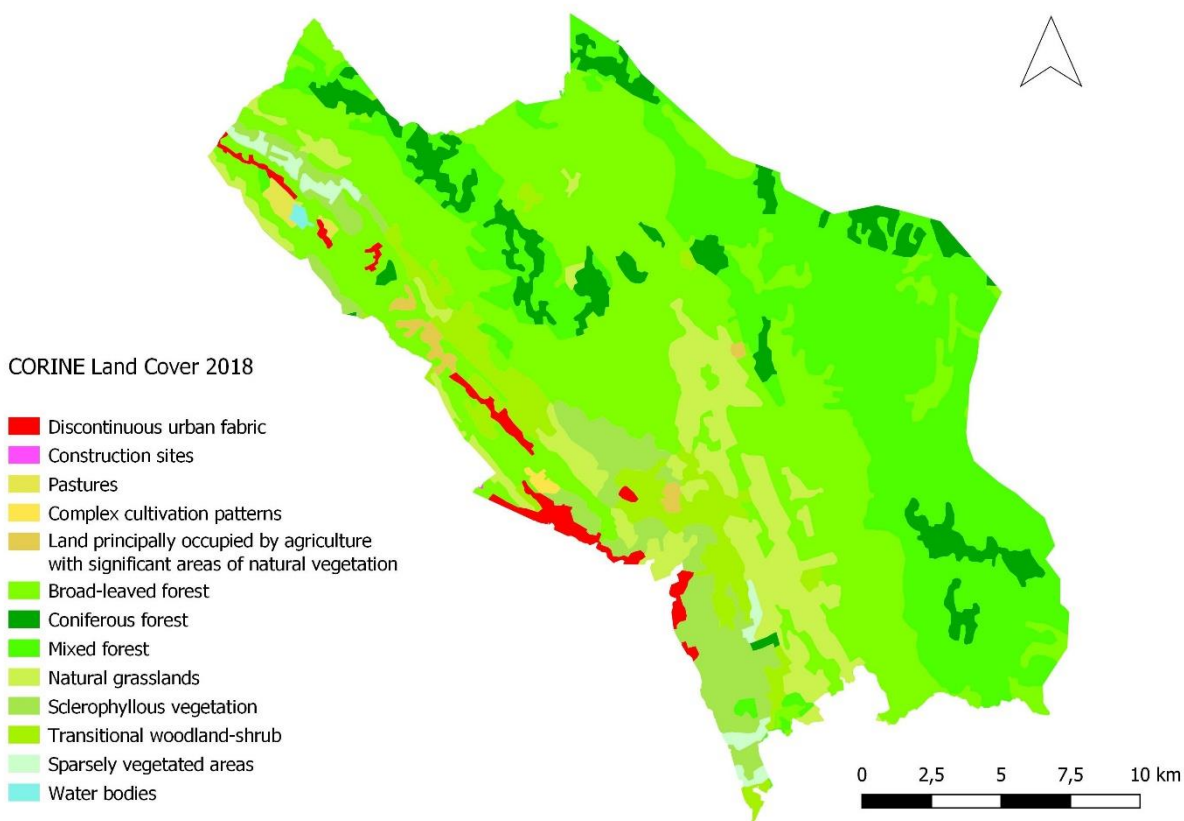 CORINE Land Cover 2018
Discontinuous urban fabric
Construction sites
Pastures
Complex cultivation patterns
Land principally occupied by agriculture
with significant areas of natural vegetation
Broad-leaved forest
Coniferous forest
Mixed forest
Natural grasslands
Sclerophyllous vegetation
Transitional woodland-shrub
Sparsely vegetated areas
Water bodies
0 2,5 5 7,5 10 km